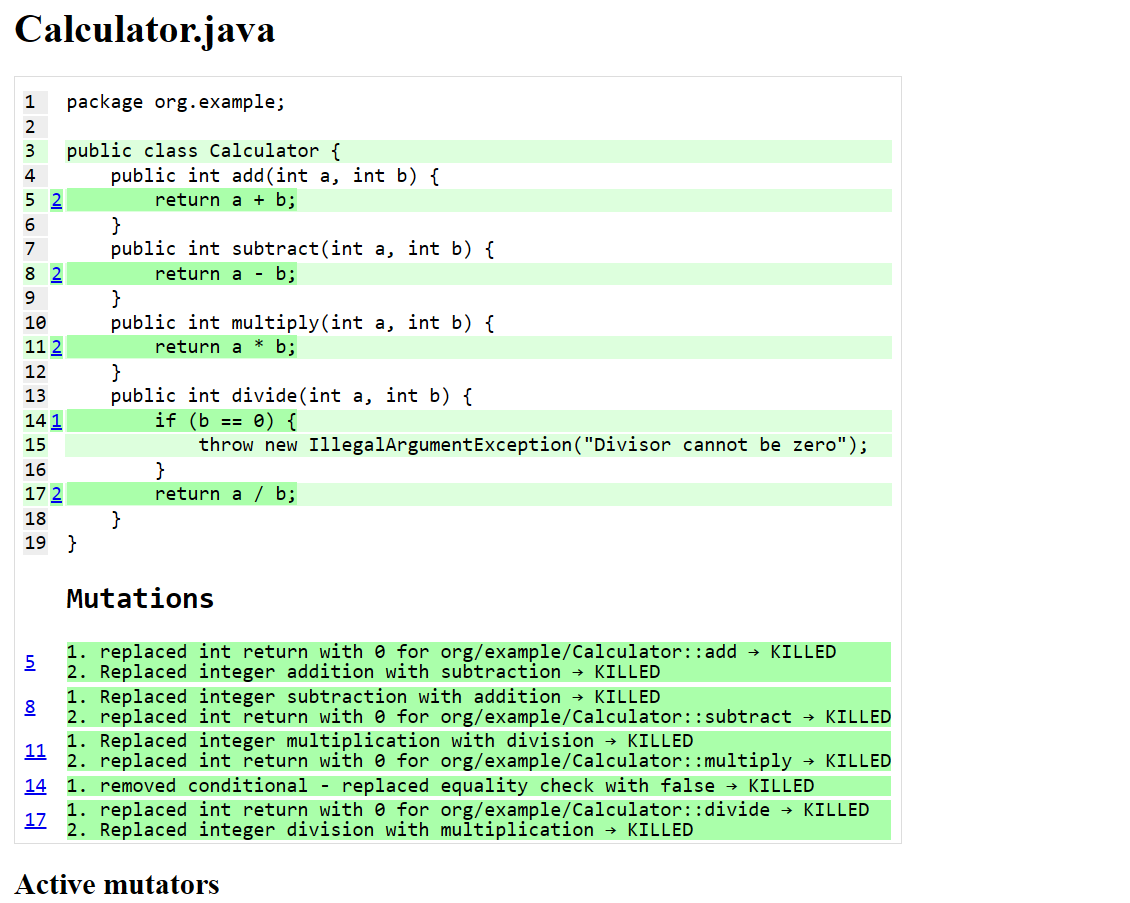 Calculator.java
1 package org.example;
2
3 public class Calculator {
4 public int add(int a, int b) {
5 2 return a + b;
6 }
7 public int subtract(int a, int b) {
8 2 return a - b;
9 }
10 public int multiply(int a, int b) {
11 2 return a * b;
12 }
13 public int divide(int a, int b) {
14 1 if (b == 0) {
15 throw new IllegalArgumentException("Divisor cannot be zero");
16 }
17 2 return a / b;
18 }
19 }
Mutations
5 1. replaced int return with 0 for org/example/Calculator::add → KILLED
2. Replaced integer addition with subtraction → KILLED
8 1. Replaced integer subtraction with addition → KILLED
2. replaced int return with 0 for org/example/Calculator::subtract → KILLED
11 1. Replaced integer multiplication with division → KILLED
2. replaced int return with 0 for org/example/Calculator::multiply → KILLED
14 1. removed conditional - replaced equality check with false → KILLED
17 1. replaced int return with 0 for org/example/Calculator::divide → KILLED
2. Replaced integer division with multiplication → KILLED
Active mutators